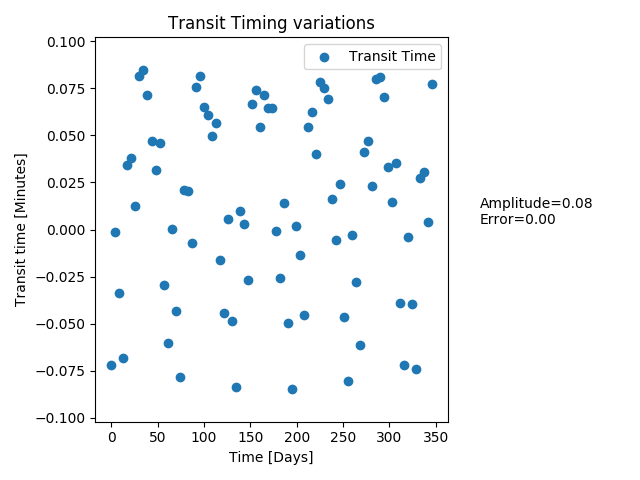 Transit Timing variations
Transit Time
Transit time [Minutes]
0.100
0.075
0.050
0.025
0.000
−0.025
−0.050
−0.075
−0.100
0 50 100 150 200 250 300 350
Time [Days]
Amplitude=0.08
Error=0.00